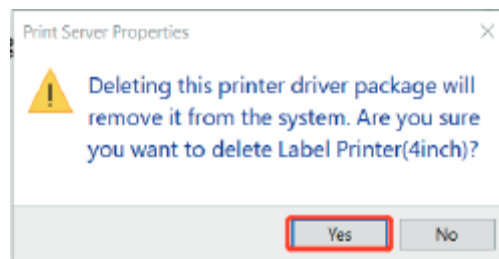 Print Server Properties
Deleting this printer driver package will
remove it from the system. Are you sure
you want to delete Label Printer(4inch)?
Yes No